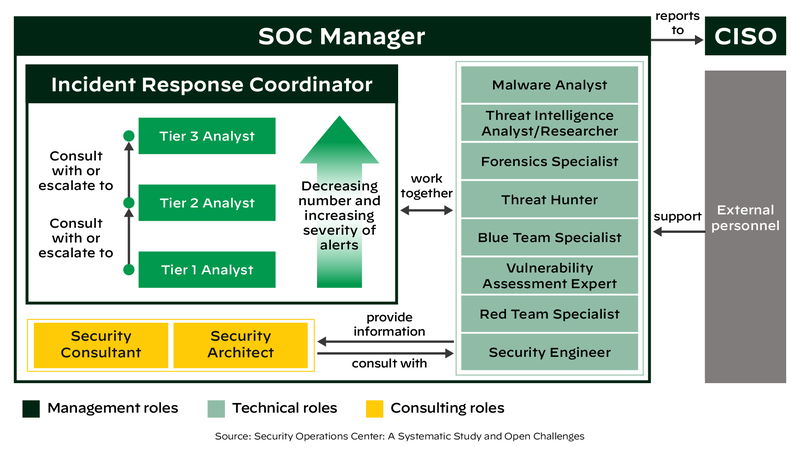 SOC Manager
reports
to
CISO
Incident Response Coordinator
Tier 3 Analyst
Consult
with or
escalate to
Tier 2 Analyst
Consult
with or
escalate to
Tier 1 Analyst
Decreasing
number and
increasing
severity of
alerts
work
together
Malware Analyst
Threat Intelligence
Analyst/Researcher
Forensics Specialist
Threat Hunter
Blue Team Specialist
Vulnerability
Assessment Expert
Red Team Specialist
Security Engineer
support
External
personnel
Security
Consultant
Security
Architect
provide
information
consult with
Management roles
Technical roles
Consulting roles
Source: Security Operations Center: A Systematic Study and Open Challenges